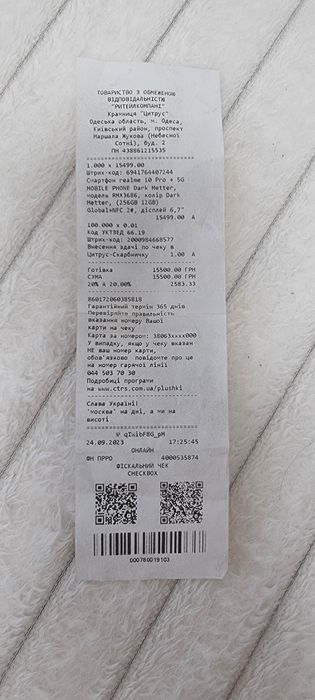 ТОВАРИСТВО З ОБМЕЖЕНОЮ
ВІДПОВІДАЛЬНІСТЮ
"РИТЕЙЛКОМПАНІ"
Крамниця "Цитрус"
Одеська область, м. Одеса,
Київський район, проспект
Маршала Жукова (Небесної
Сотні), буд. 2
ПН 438861215535
1.000 x 15499.00
Штрих-код: 6941764407244
Смартфон realme 10 Pro + 5G
MOBILE PHONE Dark Metter,
модель RMX3686, колір Dark
Metter, (256GB 12GB)
Global+NFC 2#, дісплей 6,7"
15499.00 А
100.000 x 0.01
Код УКТЗЕД 66.19
Штрих-код: 2000984668577
Внесення здачі по чеку в
Цитрус-Скарбничку 1.00 А
Готівка 15500.00 ГРН
СУМА 15500.00 ГРН
20% А 20.00% 2583.33
860172060385818
Гарантійний термін 365 днів
Перевіряйте правильність
вказання номеру Вашої
карти на чеку
Карта за номером: 38063xxxx000
У випадку, якщо у чеку вказан
НЕ ваш номер карти,
обов'язково повідомте про це
на номер гарячої лінії
044 503 70 30
Подробиці програми
на www.ctrs.com.ua/plushki
Слава Україні!
'москва' на дні, а ми на
висоті
№ qIwibF8G_pM
24.09.2023 17:25:45
ОНЛАЙН
ФН ПРРО 4000535874
ФІСКАЛЬНИЙ ЧЕК
CHECKBOX
000780019103